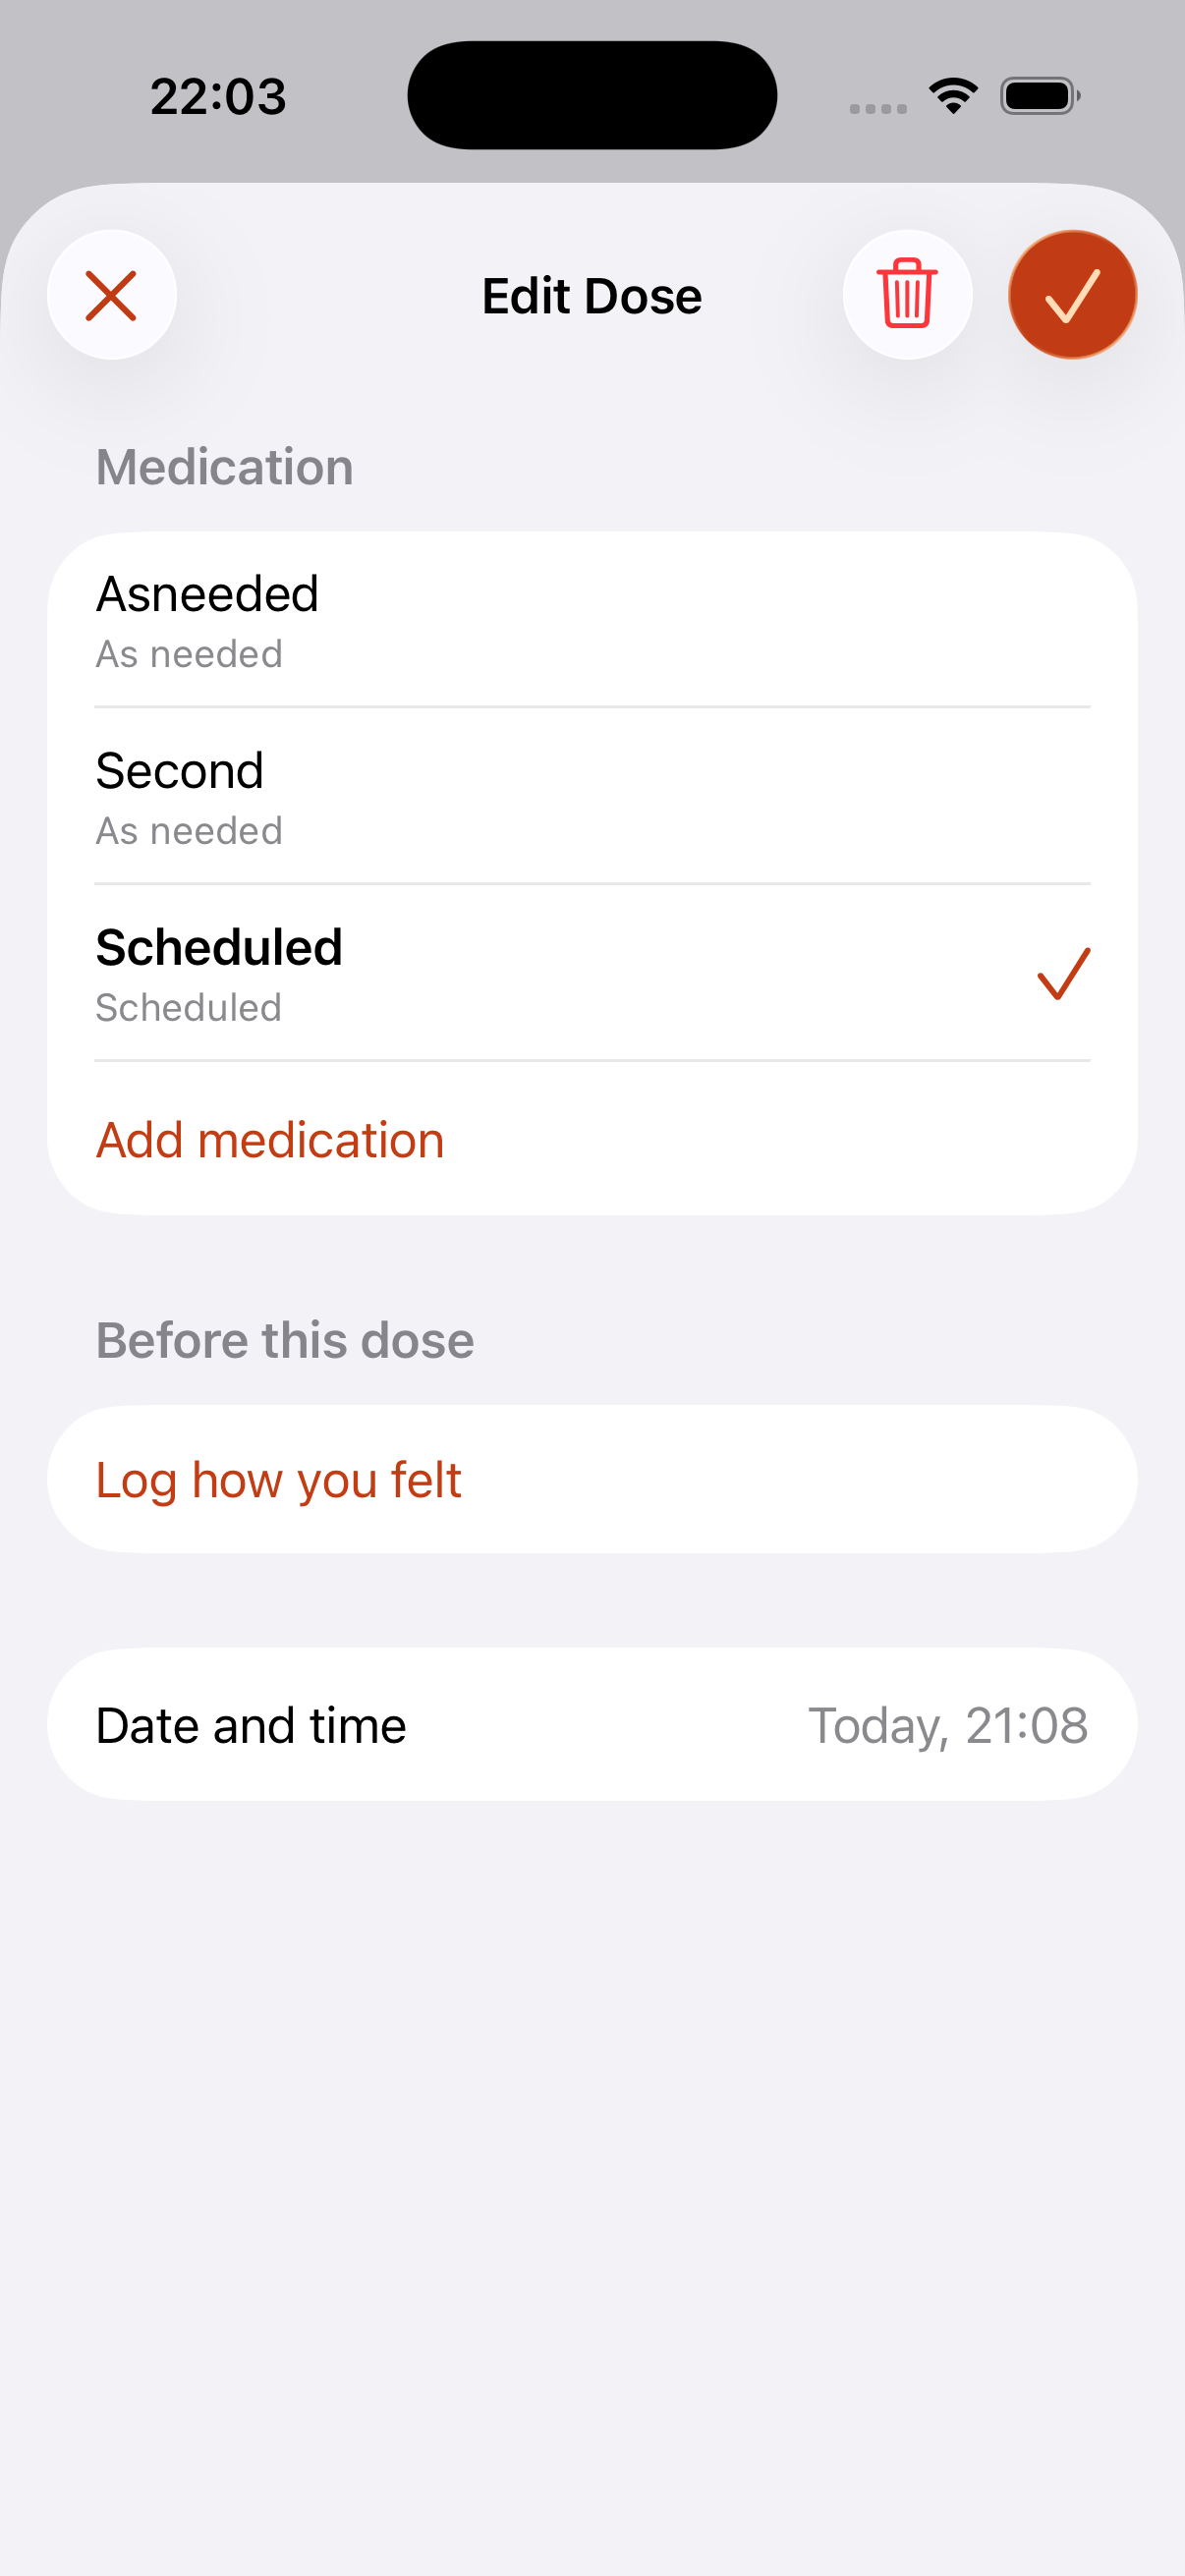 22:03
Edit Dose
Medication
Asneeded
As needed
Second
As needed
Scheduled
Scheduled
Add medication
Before this dose
Log how you felt
Date and time Today, 21:08